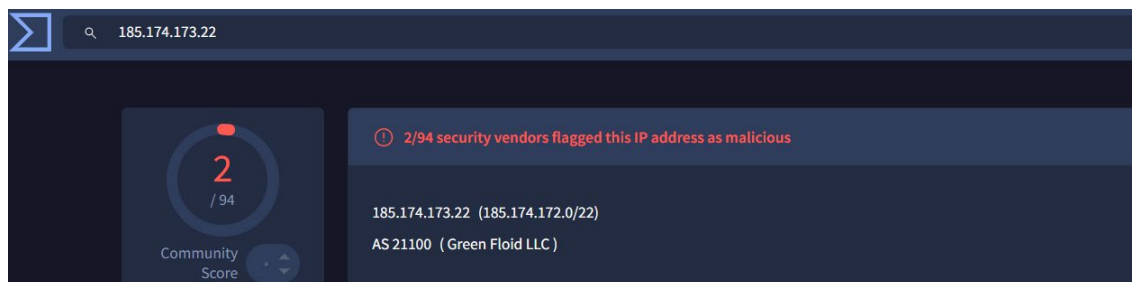 185.174.173.22
2
/ 94
Community
Score
2/94 security vendors flagged this IP address as malicious
185.174.173.22 (185.174.172.0/22)
AS 21100 ( Green Floid LLC )